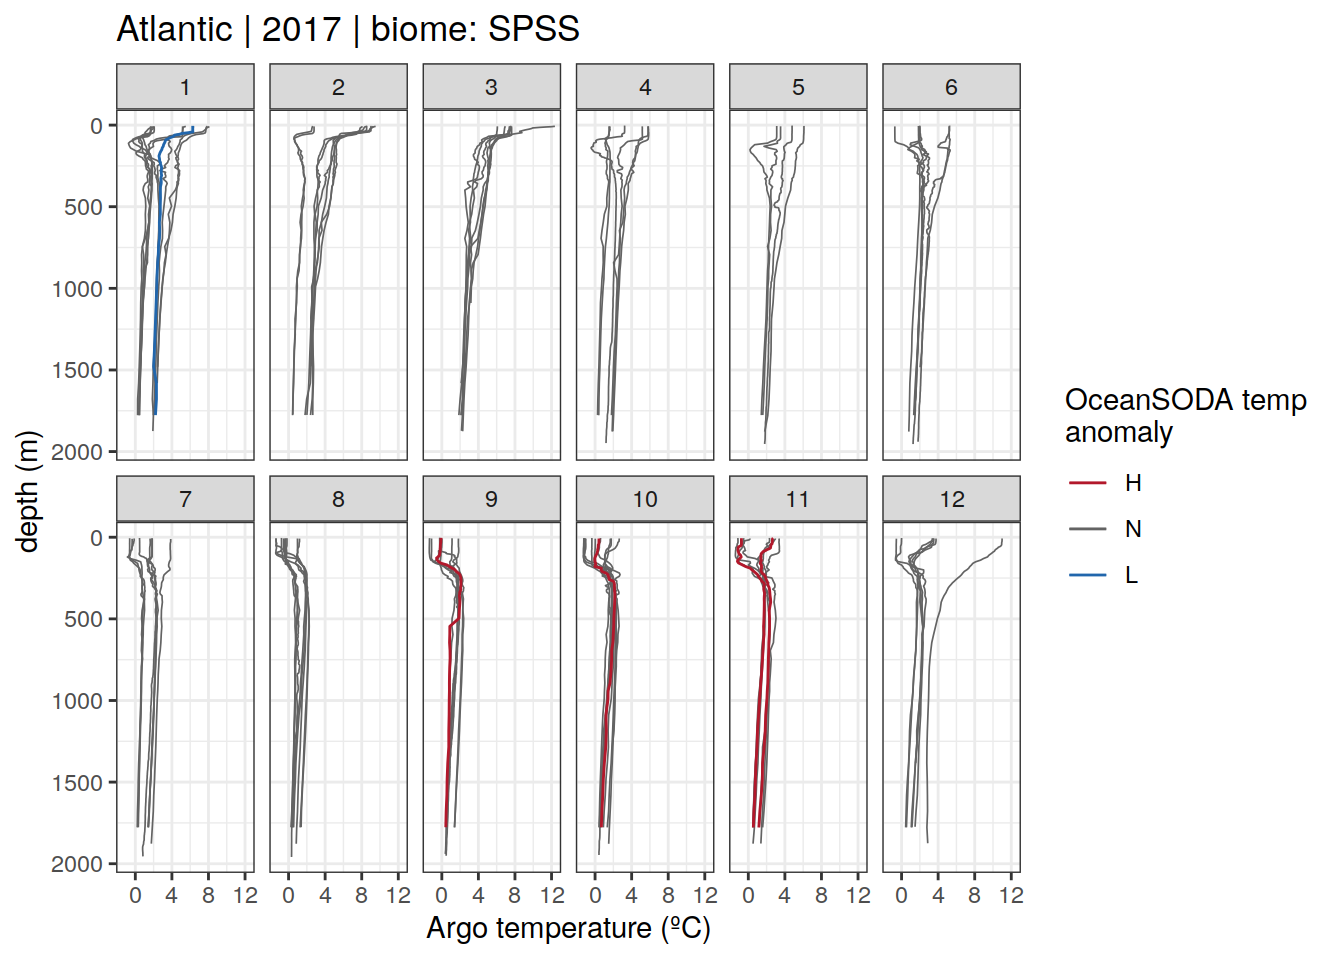 Atlantic | 2017 | biome: SPSS
1 2 3 4 5 6
0
500
1000
1500
2000
7 8 9 10 11 12
0
500
1000
1500
2000
0 4 8 12 0 4 8 12 0 4 8 12 0 4 8 12 0 4 8 12 0 4 8 12
Argo temperature (ºC)
depth (m)
OceanSODA temp
anomaly
H
N
L